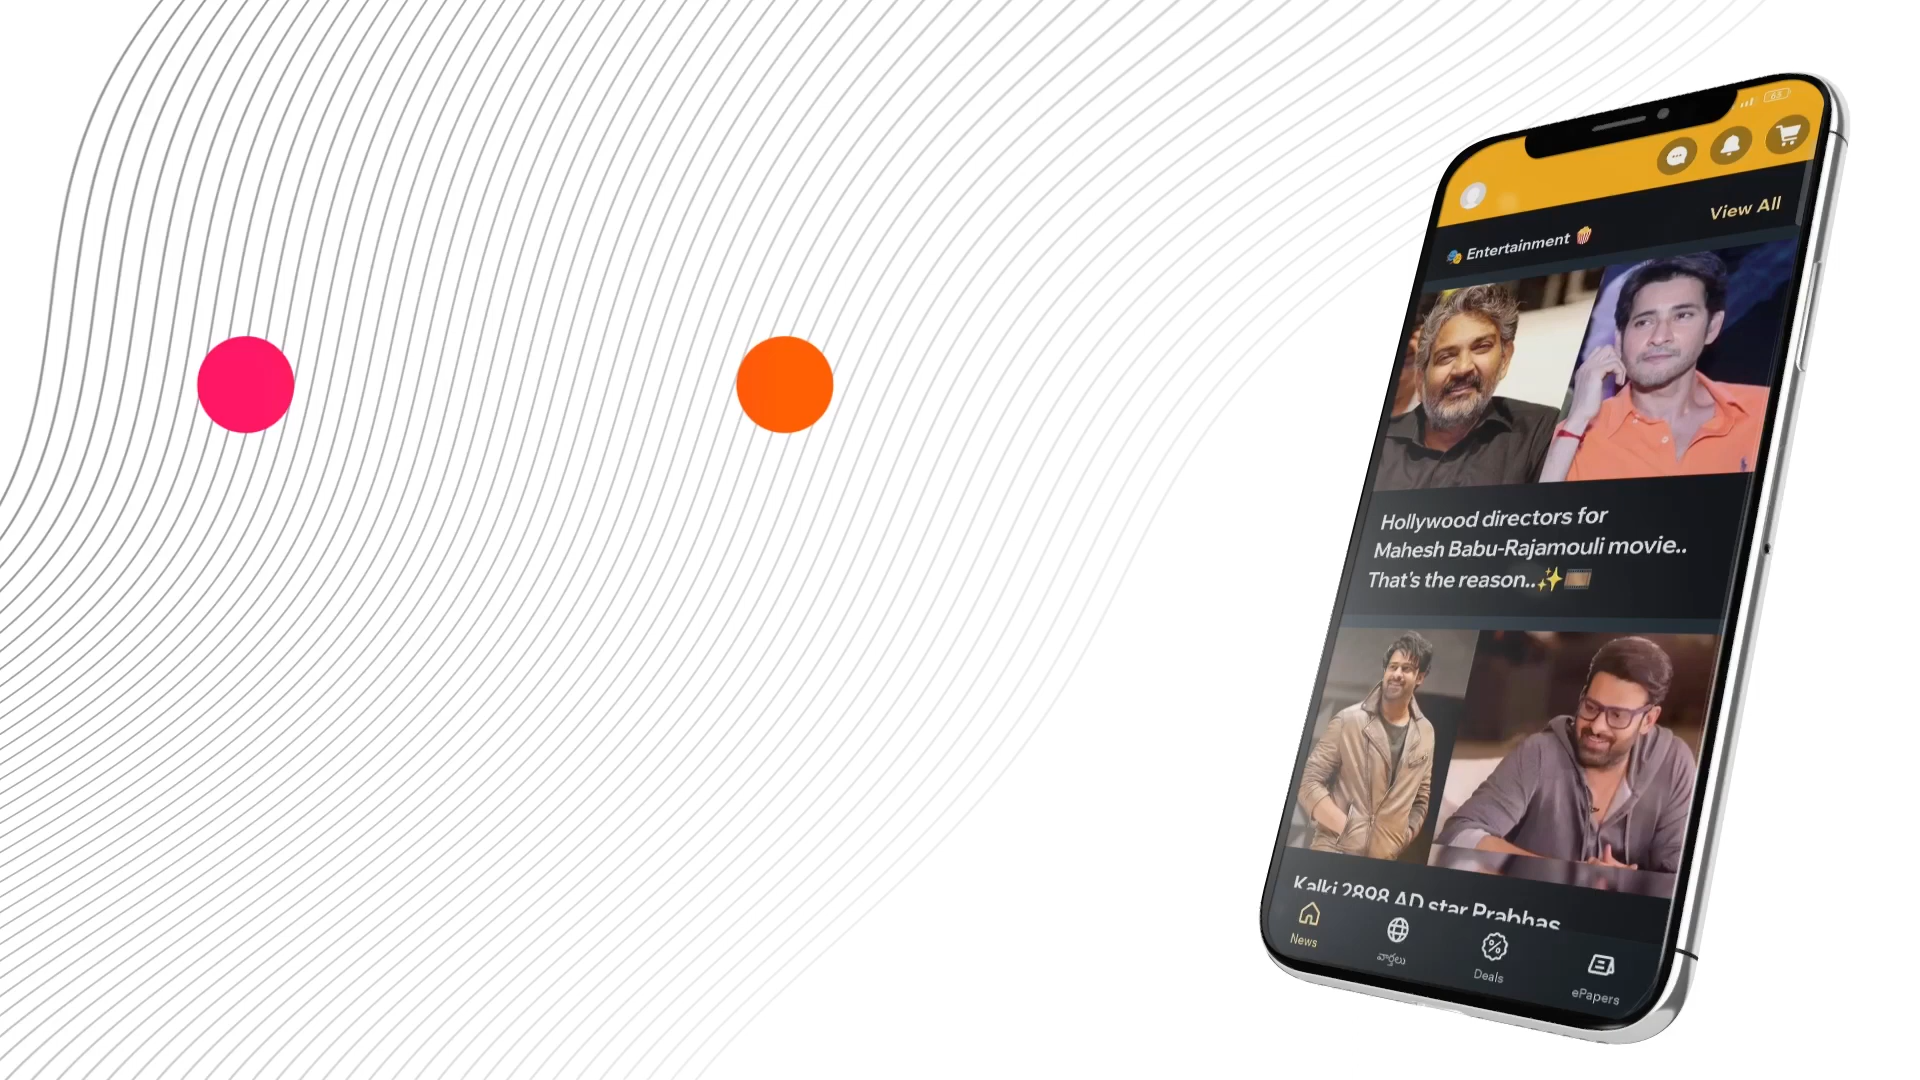 65
View All
🎭 Entertainment 🍿
Hollywood directors for
Mahesh Babu-Rajamouli movie..
That's the reason..✨🎞️
Kalki 2898 AD star Prabhas
News
వార్తలు
Deals
ePapers